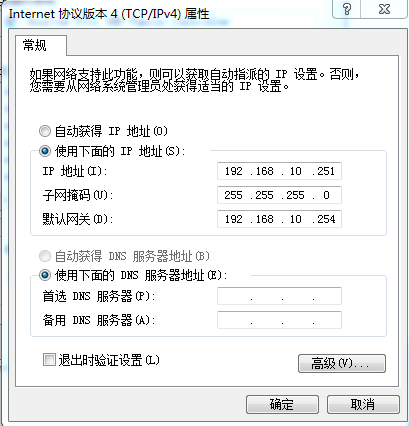 Internet 协议版本 4 (TCP/IPv4) 属性
常规
如果网络支持此功能，则可以获取自动指派的 IP 设置。否则，
您需要从网络系统管理员处获得适当的 IP 设置。
自动获得 IP 地址(O)
使用下面的 IP 地址(S):
IP 地址(I): 192 .168 . 10 .251
子网掩码(U): 255 .255 .255 . 0
默认网关(D): 192 .168 . 10 .254
自动获得 DNS 服务器地址(B)
使用下面的 DNS 服务器地址(E):
首选 DNS 服务器(P): . . .
备用 DNS 服务器(A): . . .
退出时验证设置(L)
高级(V)...
确定 取消